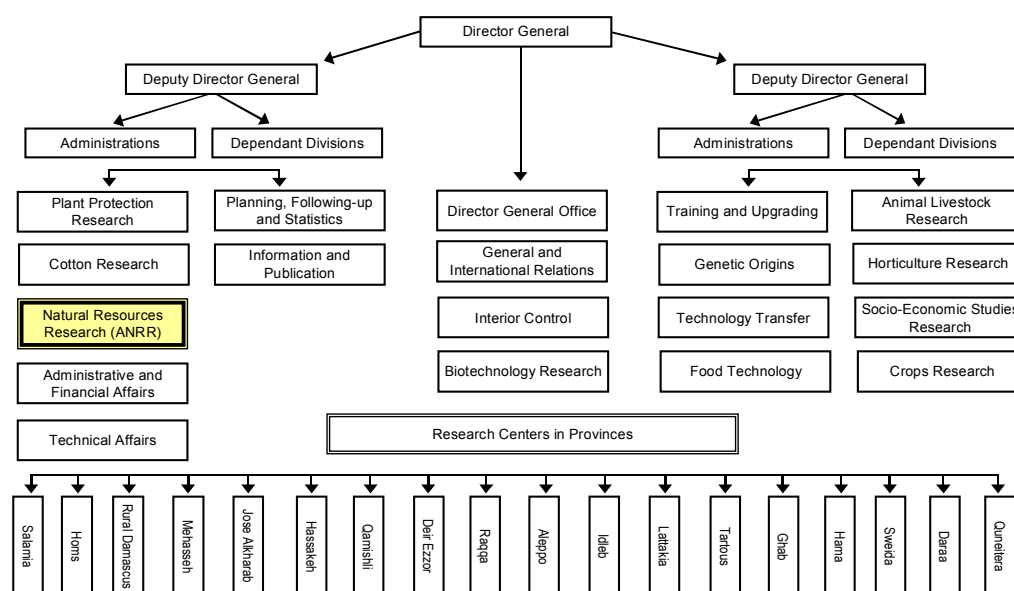 Director General
Deputy Director General
Deputy Director General
Administrations
Dependant Divisions
Administrations
Dependant Divisions
Plant Protection
Research
Cotton Research
Natural Resources
Research (ANRR)
Administrative and
Financial Affairs
Technical Affairs
Planning, Following-up
and Statistics
Information and
Publication
Director General Office
General and
International Relations
Interior Control
Biotechnology Research
Training and Upgrading
Genetic Origins
Technology Transfer
Food Technology
Animal Livestock
Research
Horticulture Research
Socio-Economic Studies
Research
Crops Research
Research Centers in Provinces
Salamia
Homs
Rural Damascus
Mehasseh
Jose Alkharab
Hassakeh
Qamishli
Deir Ezzor
Raqqa
Aleppo
Idleb
Lattakia
Tartous
Ghab
Hama
Sweida
Daraa
Quneitera